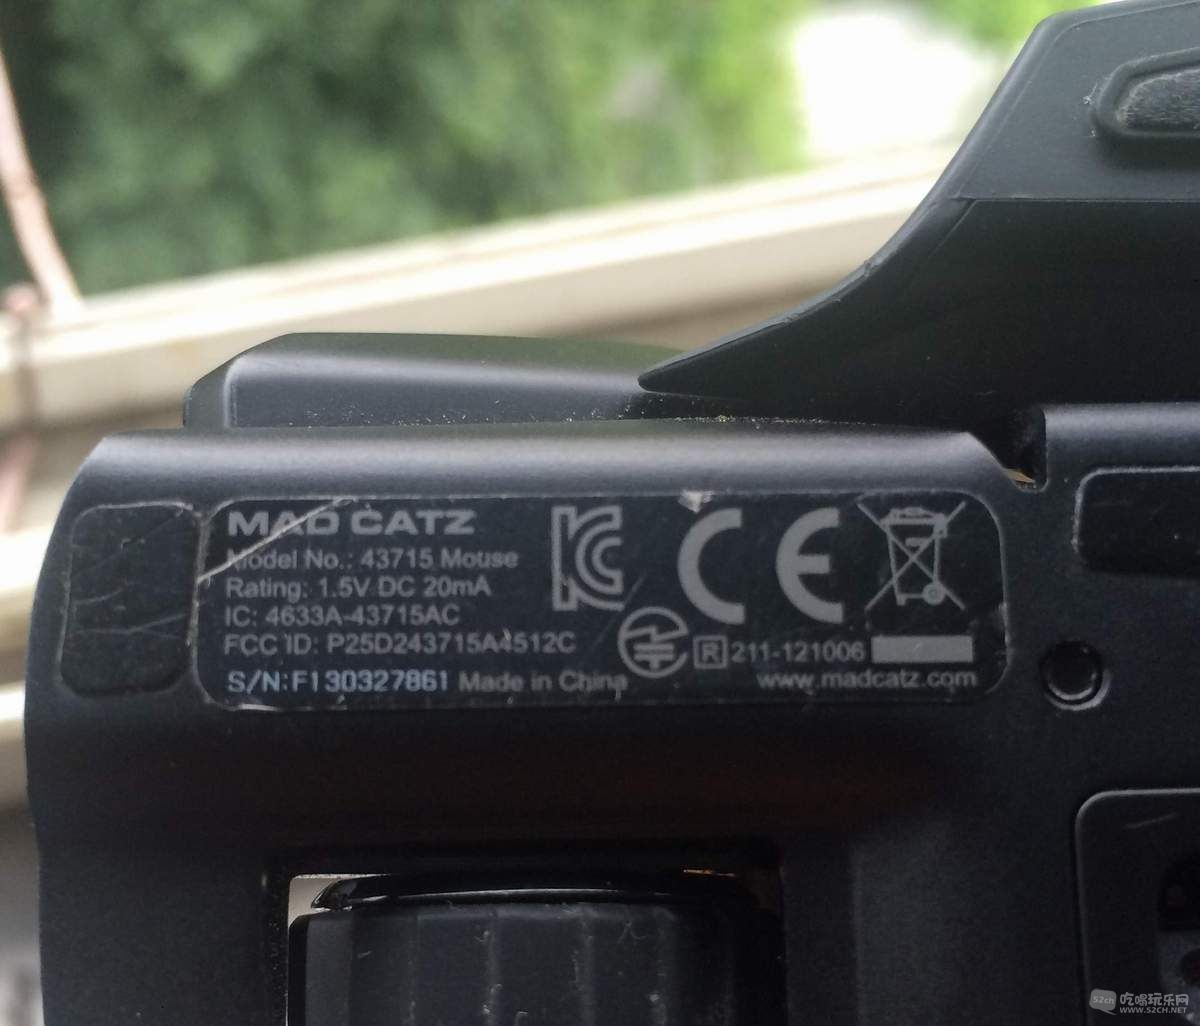 MAD CATZ
Model No.: 43715 Mouse
Rating: 1.5V DC 20mA
IC: 4633A-43715AC
FCC ID: P25D243715A4512C
S/N:F130327861 Made in China
CE
R 211-121006
www.madcatz.com
52ch 吃喝玩乐网
WWW.52CH.NET